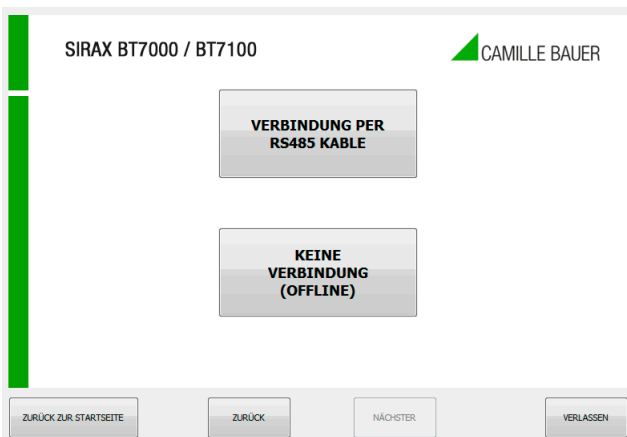 SIRAX BT7000 / BT7100
CAMILLE BAUER
VERBINDUNG PER
RS485 KABLE
KEINE
VERBINDUNG
(OFFLINE)
ZURÜCK ZUR STARTSEITE
ZURÜCK
NÄCHSTER
VERLASSEN